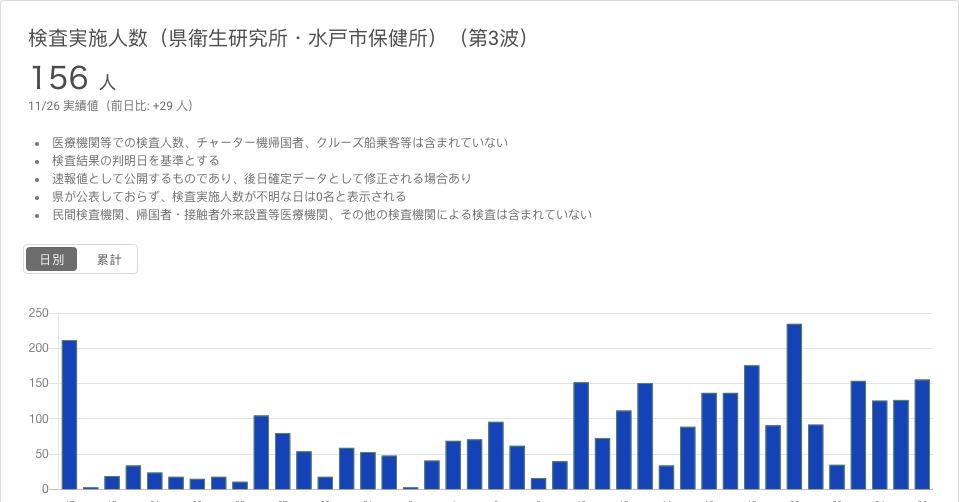 検査実施人数（県衛生研究所・水戸市保健所）（第3波）
156 人
11/26 実績値（前日比: +29 人）
医療機関等での検査人数、チャーター機帰国者、クルーズ船乗客等は含まれていない
検査結果の判明日を基準とする
速報値として公開するものであり、後日確定データとして修正される場合あり
県が公表しておらず、検査実施人数が不明な日は0名と表示される
民間検査機関、帰国者・接触者外来設置等医療機関、その他の検査機関による検査は含まれていない
日別 累計
250
200
150
100
50
0